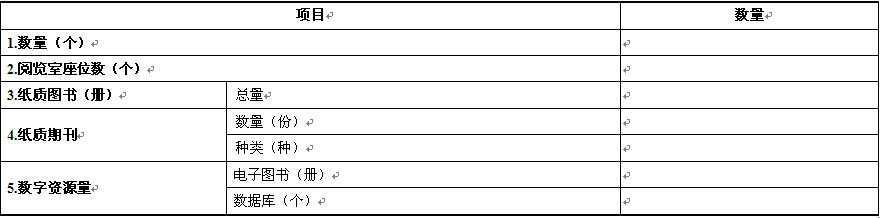 项目 数量
1.数量（个）
2.阅览室座位数（个）
3.纸质图书（册） 总量
4.纸质期刊 数量（份）
种类（种）
5.数字资源量 电子图书（册）
数据库（个）